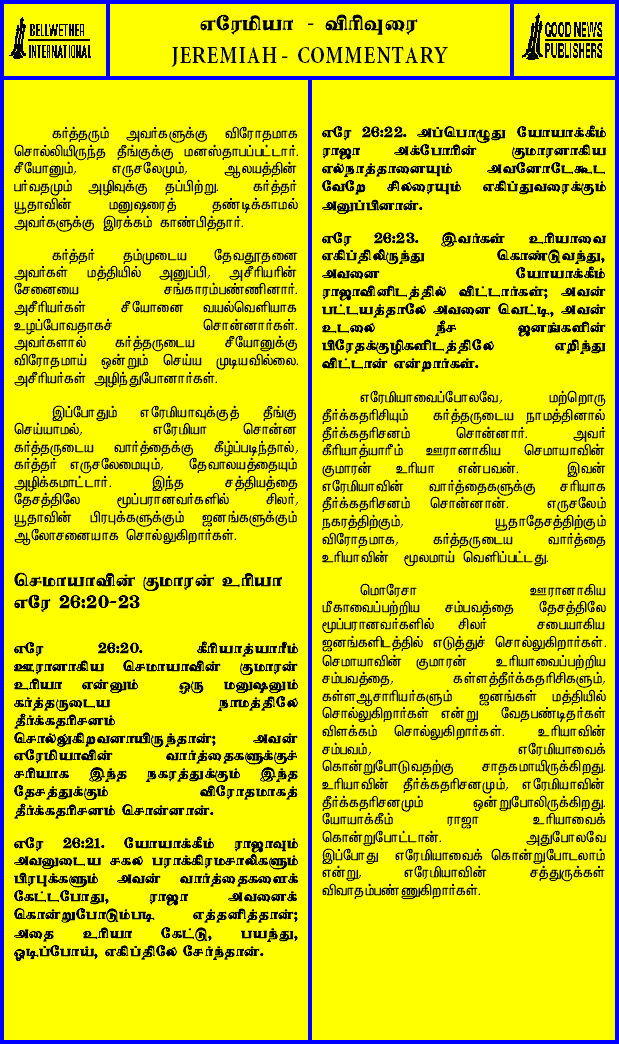 BELLWETHER
INTERNATIONAL
எரேமியா - விரிவுரை
JEREMIAH - COMMENTARY
GOOD NEWS
PUBLISHERS
கர்த்தரும் அவர்களுக்கு விரோதமாக
சொல்லியிருந்த தீங்குக்கு மனஸ்தாபப்பட்டார்.
சீயோனும், எருசலேமும், ஆலயத்தின்
பர்வதமும் அழிவுக்கு தப்பிற்று. கர்த்தர்
யூதாவின் மனுஷரைத் தண்டிக்காமல்
அவர்களுக்கு இரக்கம் காண்பித்தார்.
கர்த்தர் தம்முடைய தேவதூதனை
அவர்கள் மத்தியில் அனுப்பி, அசீரியரின்
சேனையை சங்காரம்பண்ணினார்.
அசீரியர்கள் சீயோனை வயல்வெளியாக
உழப்போவதாகச் சொன்னார்கள்.
அவர்களால் கர்த்தருடைய சீயோனுக்கு
விரோதமாய் ஒன்றும் செய்ய முடியவில்லை.
அசீரியர்கள் அழிந்துபோனார்கள்.
இப்போதும் எரேமியாவுக்குத் தீங்கு
செய்யாமல், எரேமியா சொன்ன
கர்த்தருடைய வார்த்தைக்கு கீழ்ப்படிந்தால்,
கர்த்தர் எருசலேமையும், தேவாலயத்தையும்
அழிக்கமாட்டார். இந்த சத்தியத்தை
தேசத்திலே மூப்பரானவர்களில் சிலர்,
யூதாவின் பிரபுக்களுக்கும் ஜனங்களுக்கும்
ஆலோசனையாக சொல்லுகிறார்கள்.
செமாயாவின் குமாரன் உரியா
எரே 26:20-23
எரே 26:20. கீரியாத்யாரீம்
ஊரானாகிய செமாயாவின் குமாரன்
உரியா என்னும் ஒரு மனுஷனும்
கர்த்தருடைய நாமத்திலே
தீர்க்கதரிசனம்
சொல்லுகிறவனாயிருந்தான்; அவன்
எரேமியாவின் வார்த்தைகளுக்குச்
சரியாக இந்த நகரத்துக்கும் இந்த
தேசத்துக்கும் விரோதமாகத்
தீர்க்கதரிசனம் சொன்னான்.
எரே 26:21. யோயாக்கீம் ராஜாவும்
அவனுடைய சகல பராக்கிரமசாலிகளும்
பிரபுக்களும் அவன் வார்த்தைகளைக்
கேட்டபோது, ராஜா அவனைக்
கொன்றுபோடும்படி எத்தனித்தான்;
அதை உரியா கேட்டு, பயந்து,
ஓடிப்போய், எகிப்திலே சேர்ந்தான்.
எரே 26:22. அப்பொழுது யோயாக்கீம்
ராஜா அக்போரின் குமாரனாகிய
எல்நாத்தானையும் அவனோடேகூட
வேறே சிலரையும் எகிப்துவரைக்கும்
அனுப்பினான்.
எரே 26:23. இவர்கள் உரியாவை
எகிப்திலிருந்து கொண்டுவந்து,
அவனை யோயாக்கீம்
ராஜாவினிடத்தில் விட்டார்கள்; அவன்
பட்டயத்தாலே அவனை வெட்டி, அவன்
உடலை நீச ஜனங்களின்
பிரேதக்குழிகளிடத்திலே எறிந்து
விட்டான் என்றார்கள்.
எரேமியாவைப்போலவே, மற்றொரு
தீர்க்கதரிசியும் கர்த்தருடைய நாமத்தினால்
தீர்க்கதரிசனம் சொன்னார். அவர்
கீரியாத்யாரீம் ஊரானாகிய செமாயாவின்
குமாரன் உரியா என்பவன். இவன்
எரேமியாவின் வார்த்தைகளுக்கு சரியாக
தீர்க்கதரிசனம் சொன்னான். எருசலேம்
நகரத்திற்கும், யூதாதேசத்திற்கும்
விரோதமாக, கர்த்தருடைய வார்த்தை
உரியாவின் மூலமாய் வெளிப்பட்டது.
மொரேசா ஊரானாகிய
மீகாவைப்பற்றிய சம்பவத்தை தேசத்திலே
மூப்பரானவர்களில் சிலர் சபையாகிய
ஜனங்களிடத்தில் எடுத்துச் சொல்லுகிறார்கள்.
செமாயாவின் குமாரன் உரியாவைப்பற்றிய
சம்பவத்தை, கள்ளத்தீர்க்கதரிசிகளும்,
கள்ளஆசாரியர்களும் ஜனங்கள் மத்தியில்
சொல்லுகிறார்கள் என்று வேதபண்டிதர்கள்
விளக்கம் சொல்லுகிறார்கள். உரியாவின்
சம்பவம், எரேமியாவைக்
கொன்றுபோடுவதற்கு சாதகமாயிருக்கிறது.
உரியாவின் தீர்க்கதரிசனமும், எரேமியாவின்
தீர்க்கதரிசனமும் ஒன்றுபோலிருக்கிறது.
யோயாக்கீம் ராஜா உரியாவைக்
கொன்றுபோட்டான். அதுபோலவே
இப்போது எரேமியாவைக் கொன்றுபோடலாம்
என்று, எரேமியாவின் சத்துருக்கள்
விவாதம்பண்ணுகிறார்கள்.